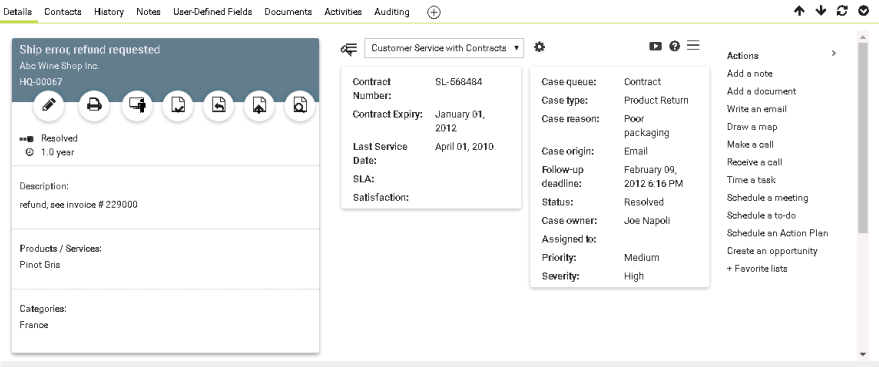 Details Contacts History Notes User-Defined Fields Documents Activities Auditing
Ship error, refund requested
Abc Wine Shop Inc.
HQ-00067
Resolved
1.0 year
Description:
refund, see invoice # 229000
Products / Services:
Pinot Gris
Categories:
France
Customer Service with Contracts
Contract
Number:
SL-568484
Contract Expiry:
January 01,
2012
Last Service
Date:
April 01, 2010
SLA:
Satisfaction:
Case queue: Contract
Case type: Product Return
Case reason: Poor
packaging
Case origin: Email
Follow-up
deadline:
February 09,
2012 6:16 PM
Status: Resolved
Case owner: Joe Napoli
Assigned to:
Priority: Medium
Severity: High
Actions
Add a note
Add a document
Write an email
Draw a map
Make a call
Receive a call
Time a task
Schedule a meeting
Schedule a to-do
Schedule an Action Plan
Create an opportunity
+ Favorite lists